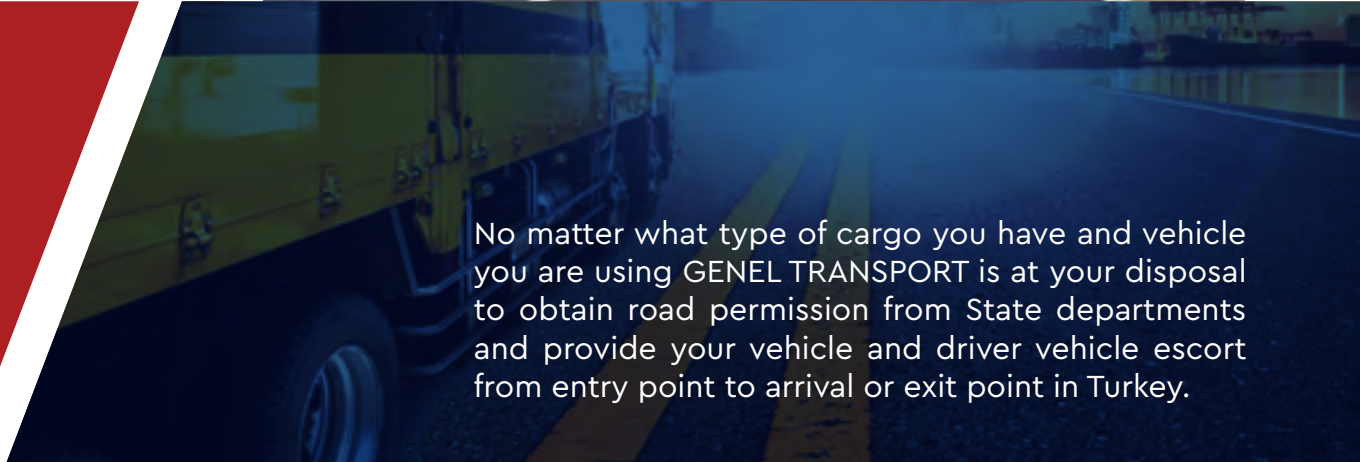 No matter what type of cargo you have and vehicle
you are using GENEL TRANSPORT is at your disposal
to obtain road permission from State departments
and provide your vehicle and driver vehicle escort
from entry point to arrival or exit point in Turkey.